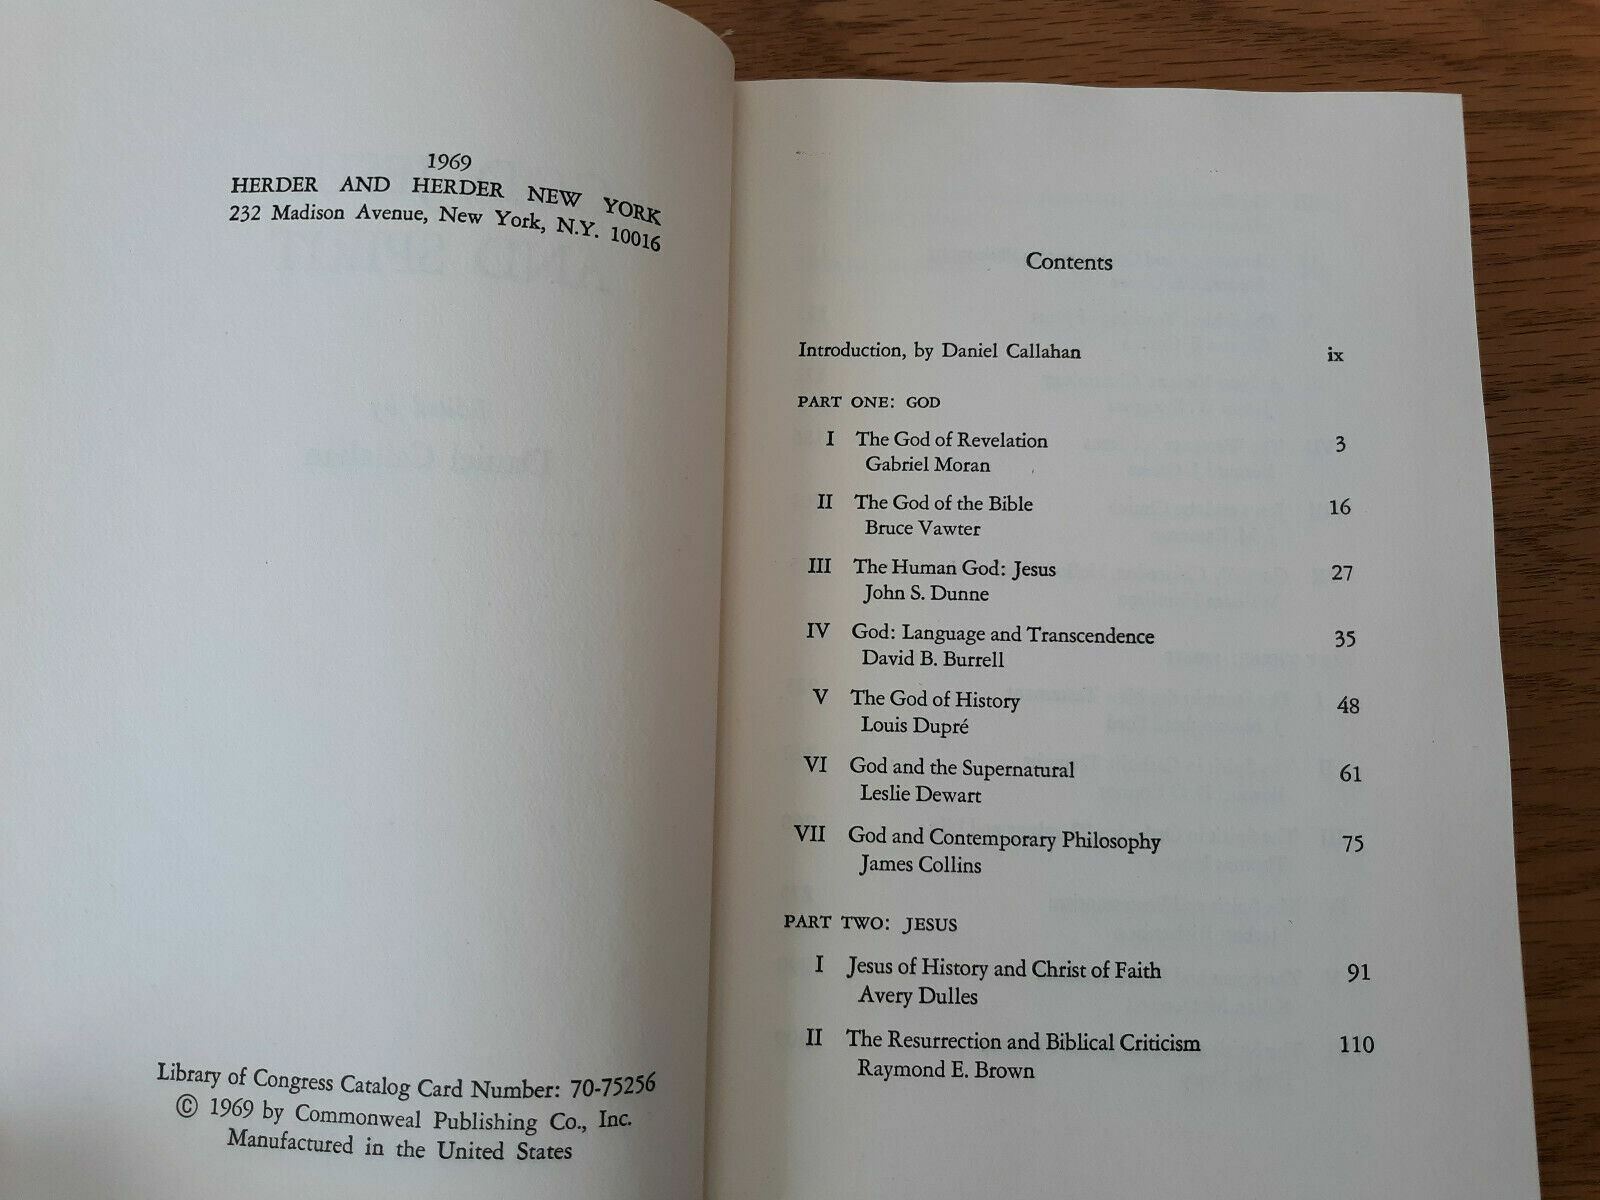 1969
HERDER AND HERDER NEW YORK
232 Madison Avenue, New York, N.Y. 10016
Library of Congress Catalog Card Number: 70-75256
© 1969 by Commonweal Publishing Co., Inc.
Manufactured in the United States
Contents
Introduction, by Daniel Callahan ix
PART ONE: GOD
I The God of Revelation 3
Gabriel Moran
II The God of the Bible 16
Bruce Vawter
III The Human God: Jesus 27
John S. Dunne
IV God: Language and Transcendence 35
David B. Burrell
V The God of History 48
Louis Dupré
VI God and the Supernatural 61
Leslie Dewart
VII God and Contemporary Philosophy 75
James Collins
PART TWO: JESUS
I Jesus of History and Christ of Faith 91
Avery Dulles
II The Resurrection and Biblical Criticism 110
Raymond E. Brown